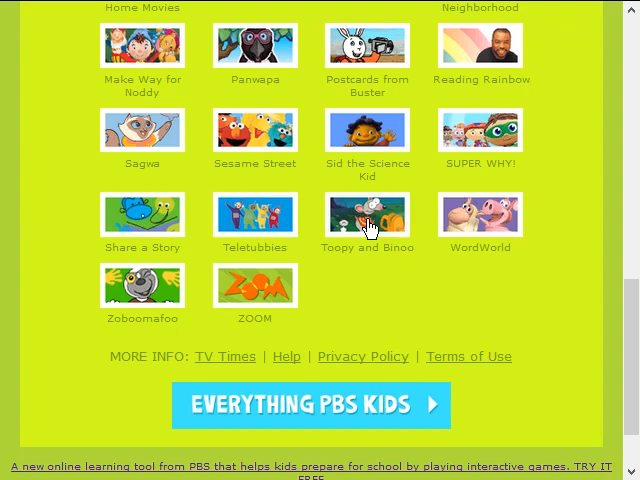 Home Movies Neighborhood
Make Way for Noddy Panwapa Postcards from Buster Reading Rainbow
Sagwa Sesame Street Sid the Science Kid SUPER WHY!
Share a Story Teletubbies Toopy and Binoo WordWorld
ZOOM
Zoboomafoo ZOOM
MORE INFO: TV Times | Help | Privacy Policy | Terms of Use
EVERYTHING PBS KIDS
A new online learning tool from PBS that helps kids prepare for school by playing interactive games. TRY IT
FREE